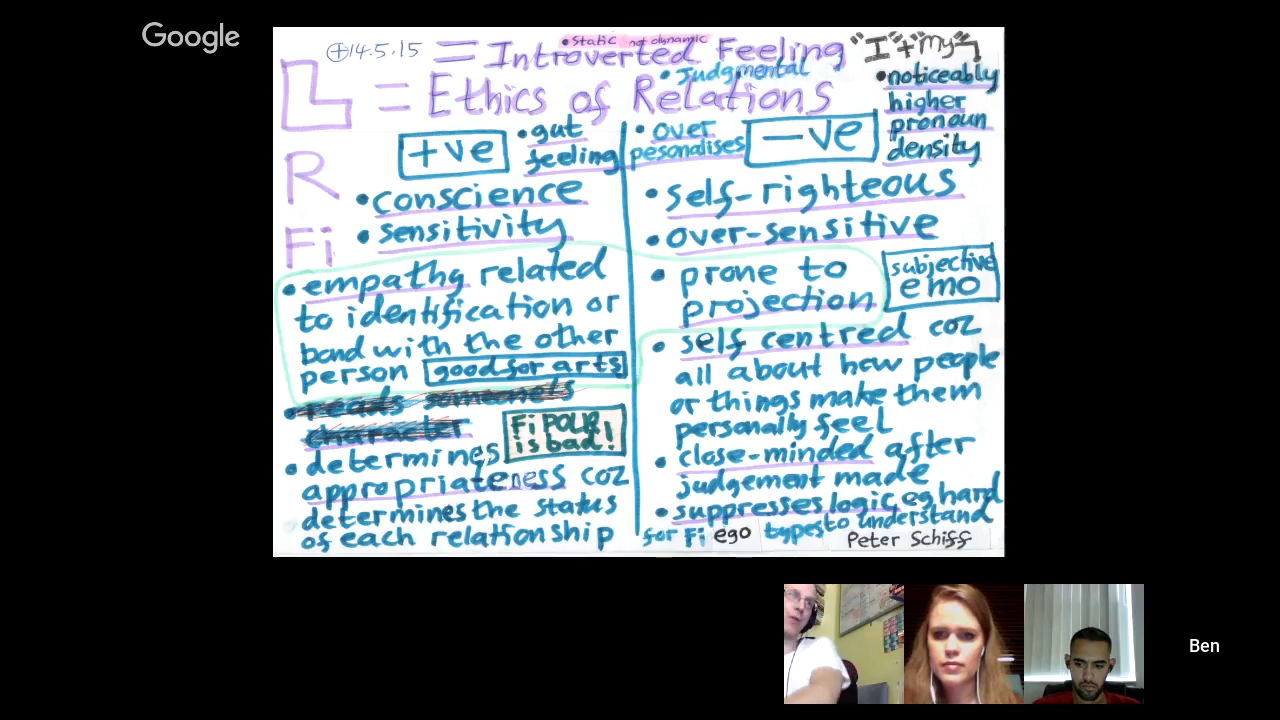 Google
⊕14.5.15 = Introverted Feeling "I"+"my"
• Static not dynamic
• Judgmental
L = Ethics of Relations
• noticeably
higher
pronoun
density
+ve
• gut
feeling
R
• conscience
• sensitivity
Fi
• empathy related
to identification or
bond with the other
person good for arts
• reads someone's
character
Fi POLR
is bad!
• determines
appropriateness coz
determines the status
of each relationship
• over
pesonalises
-ve
• self-righteous
• over-sensitive
• prone to
projection
subjective
emo
• self centred coz
all about how people
or things make them
personally feel
• close-minded after
judgement made
• suppresses logic, eg hard
for Fi ego types to understand
Peter Schiff
Ben